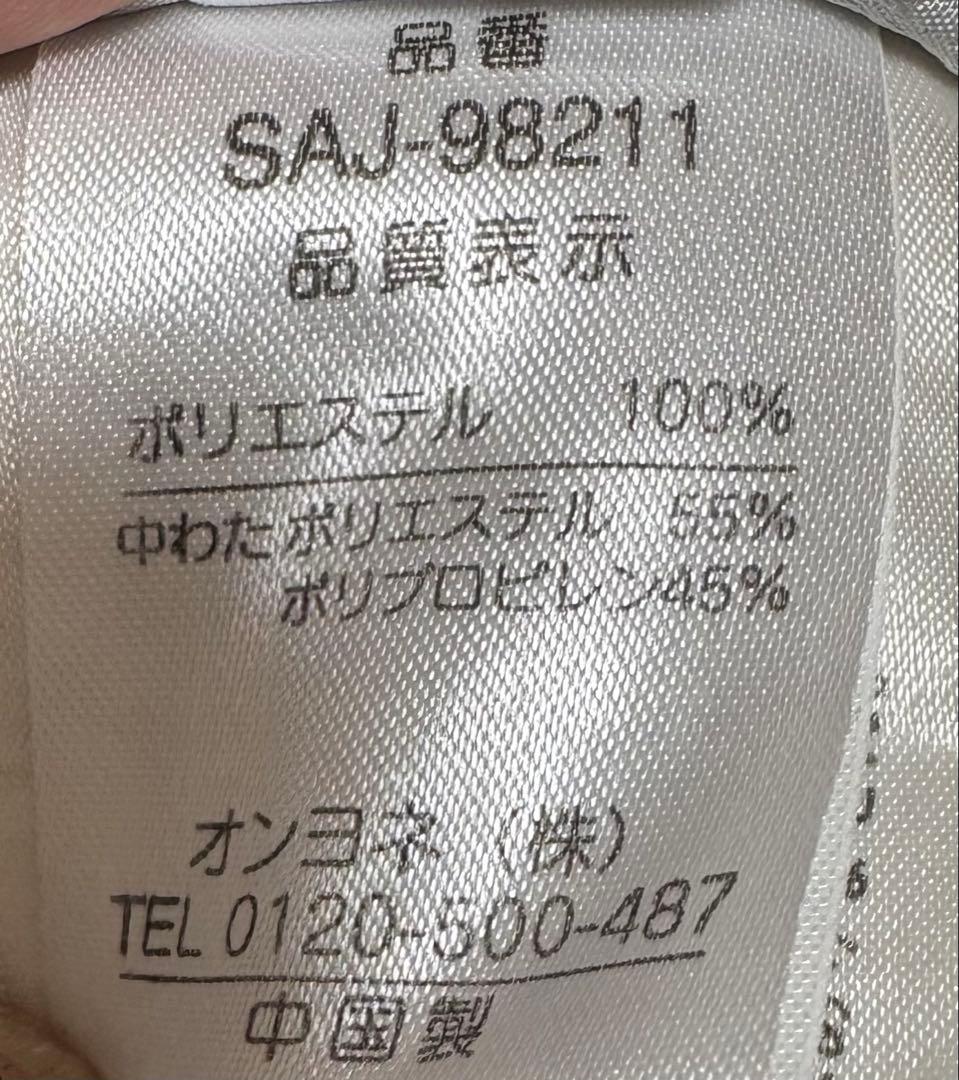 品番
SAJ-98211
品質表示
ポリエステル 100%
中わた ポリエステル 55%
ポリプロピレン 45%
オンヨネ (株)
TEL 0120-500-487
中国製